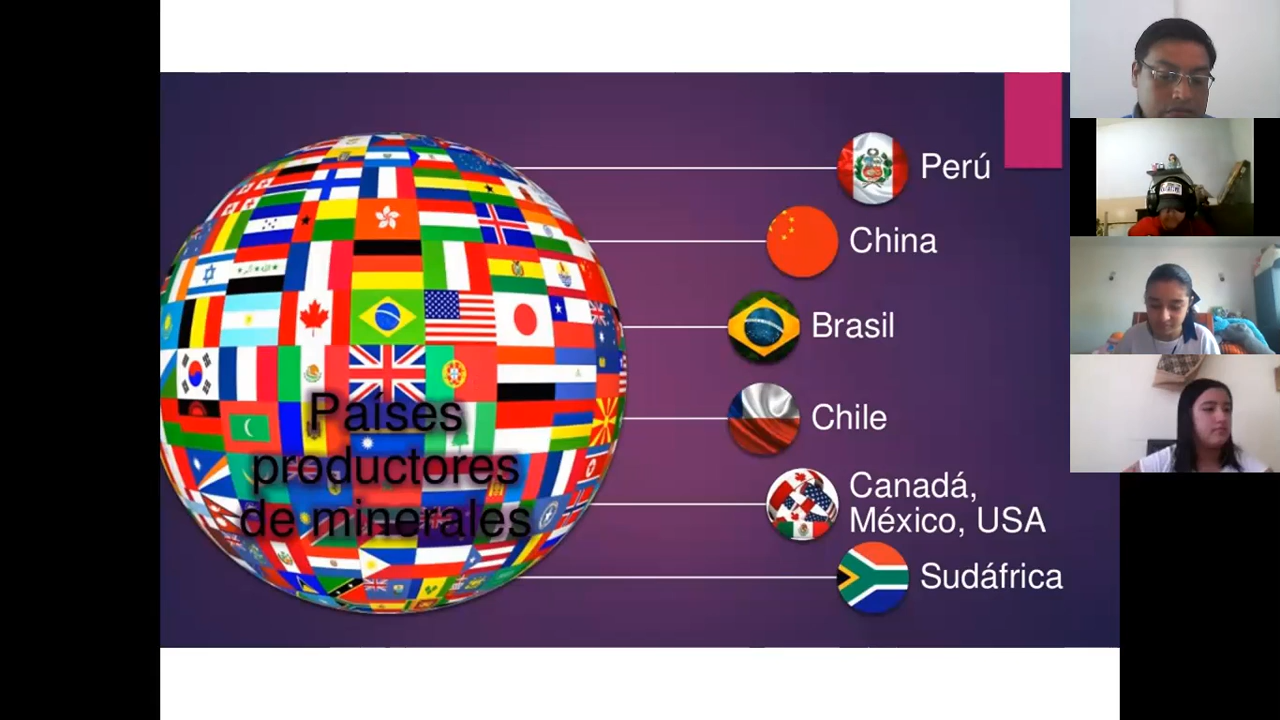 Países
productores
de minerales
Perú
China
Brasil
Chile
Canadá,
México, USA
Sudáfrica